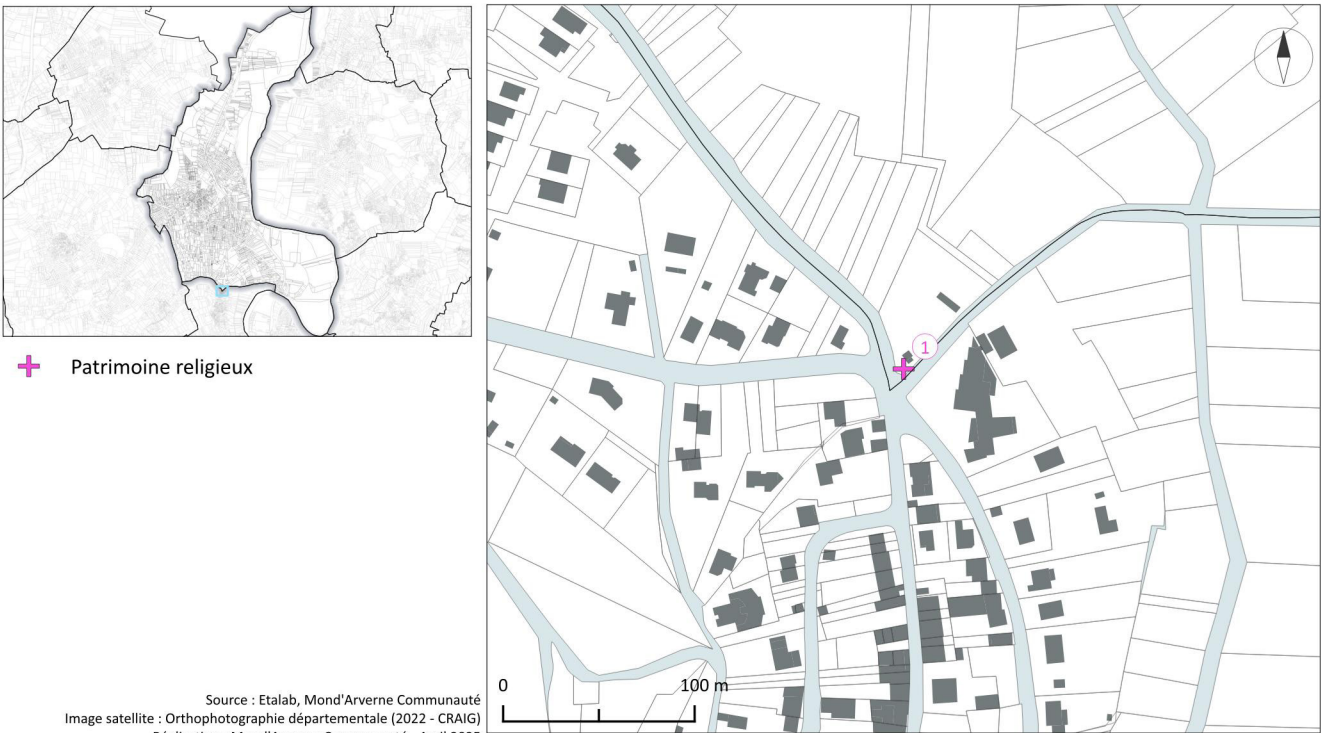 Patrimoine religieux
1
0 100 m
Source : Etalab, Mond'Arverne Communauté
Image satellite : Orthophotographie départementale (2022 - CRAIG)